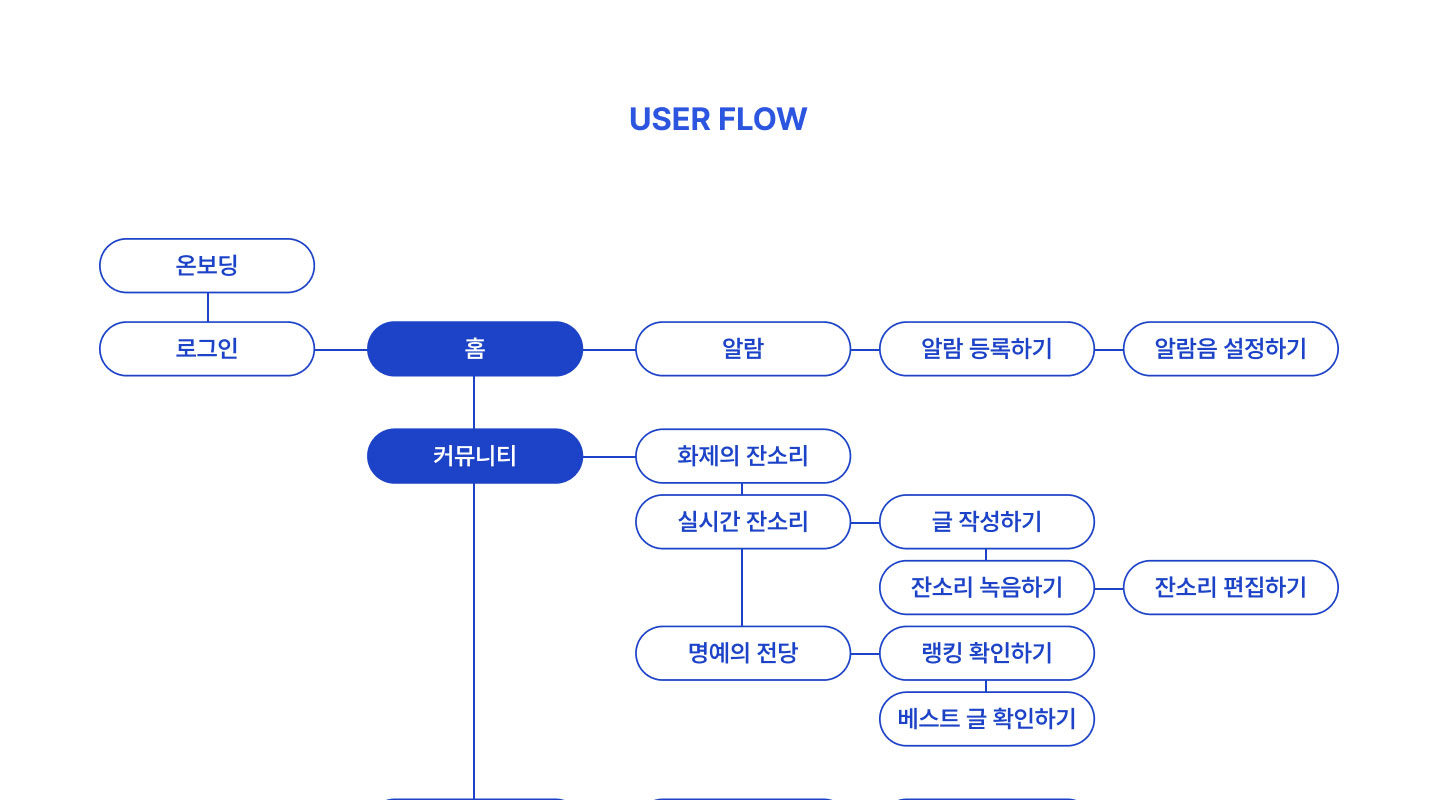 USER FLOW
온보딩
로그인
홈
알람
알람 등록하기
알람음 설정하기
커뮤니티
화제의 잔소리
실시간 잔소리
글 작성하기
잔소리 녹음하기
잔소리 편집하기
명예의 전당
랭킹 확인하기
베스트 글 확인하기